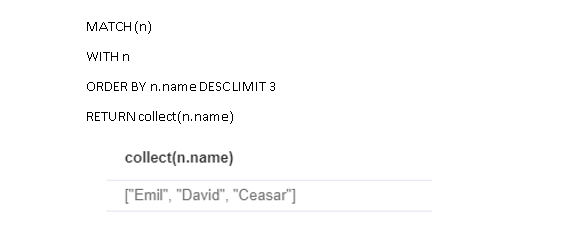 MATCH (n)
WITH n
ORDER BY n.name DESCLIMIT 3
RETURN collect(n.name)
collect(n.name)
["Emil", "David", "Ceasar"]